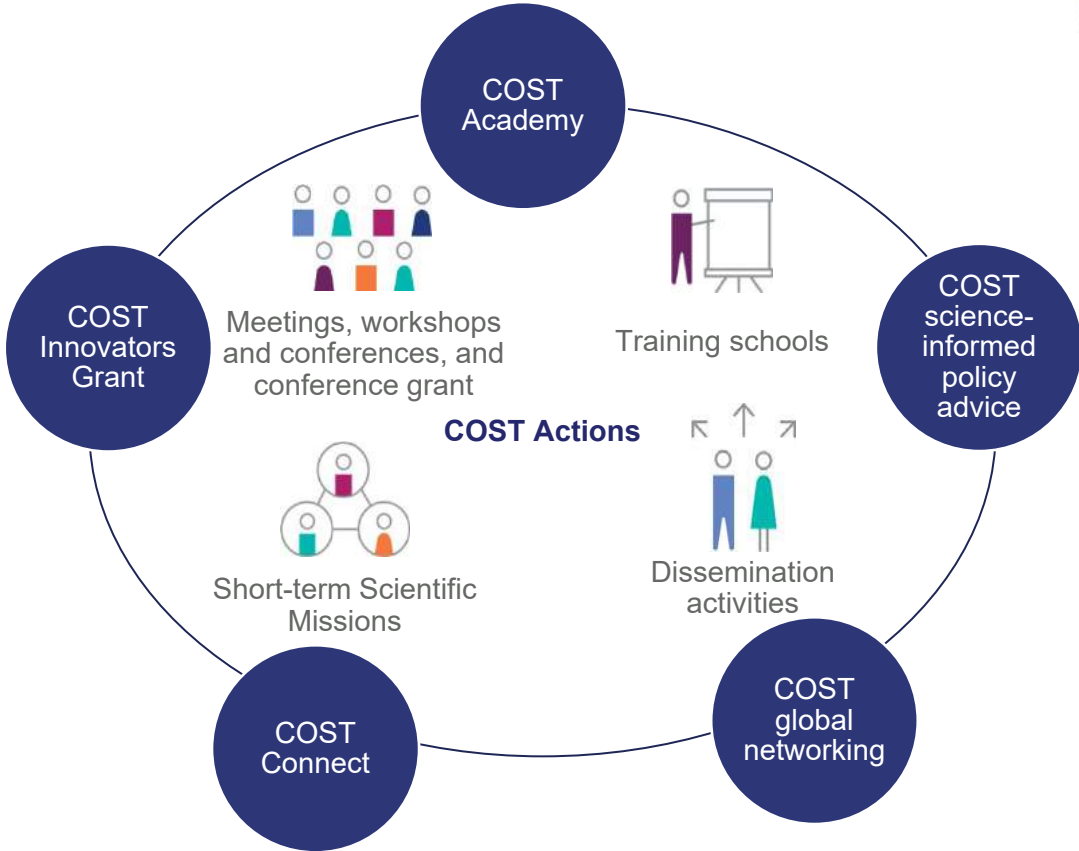 COST
Academy
COST
Innovators
Grant
Meetings, workshops
and conferences, and
conference grant
Training schools
COST
science-
informed
policy
advice
COST Actions
Short-term Scientific
Missions
Dissemination
activities
COST
Connect
COST
global
networking